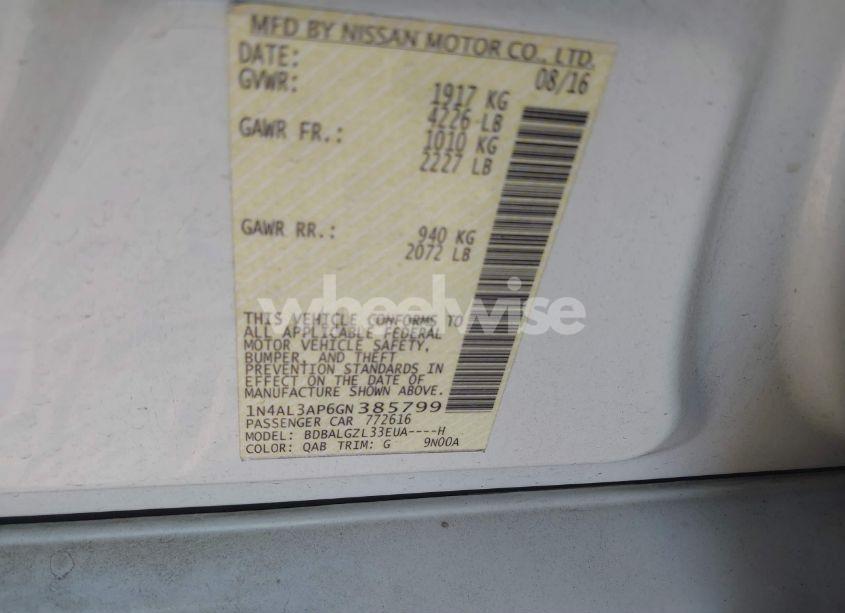 MFD BY NISSAN MOTOR CO., LTD.
DATE: 08/16
GVWR: 1917 KG
4226 LB
GAWR FR.: 1010 KG
2227 LB
GAWR RR.: 940 KG
2072 LB
wheelwise
THIS VEHICLE CONFORMS TO
ALL APPLICABLE FEDERAL
MOTOR VEHICLE SAFETY,
BUMPER, AND THEFT
PREVENTION STANDARDS IN
EFFECT ON THE DATE OF
MANUFACTURE SHOWN ABOVE.
1N4AL3AP6GN385799
PASSENGER CAR 772616
MODEL: BDBALGZL33EUA----H
COLOR: QAB TRIM: G 9N00A